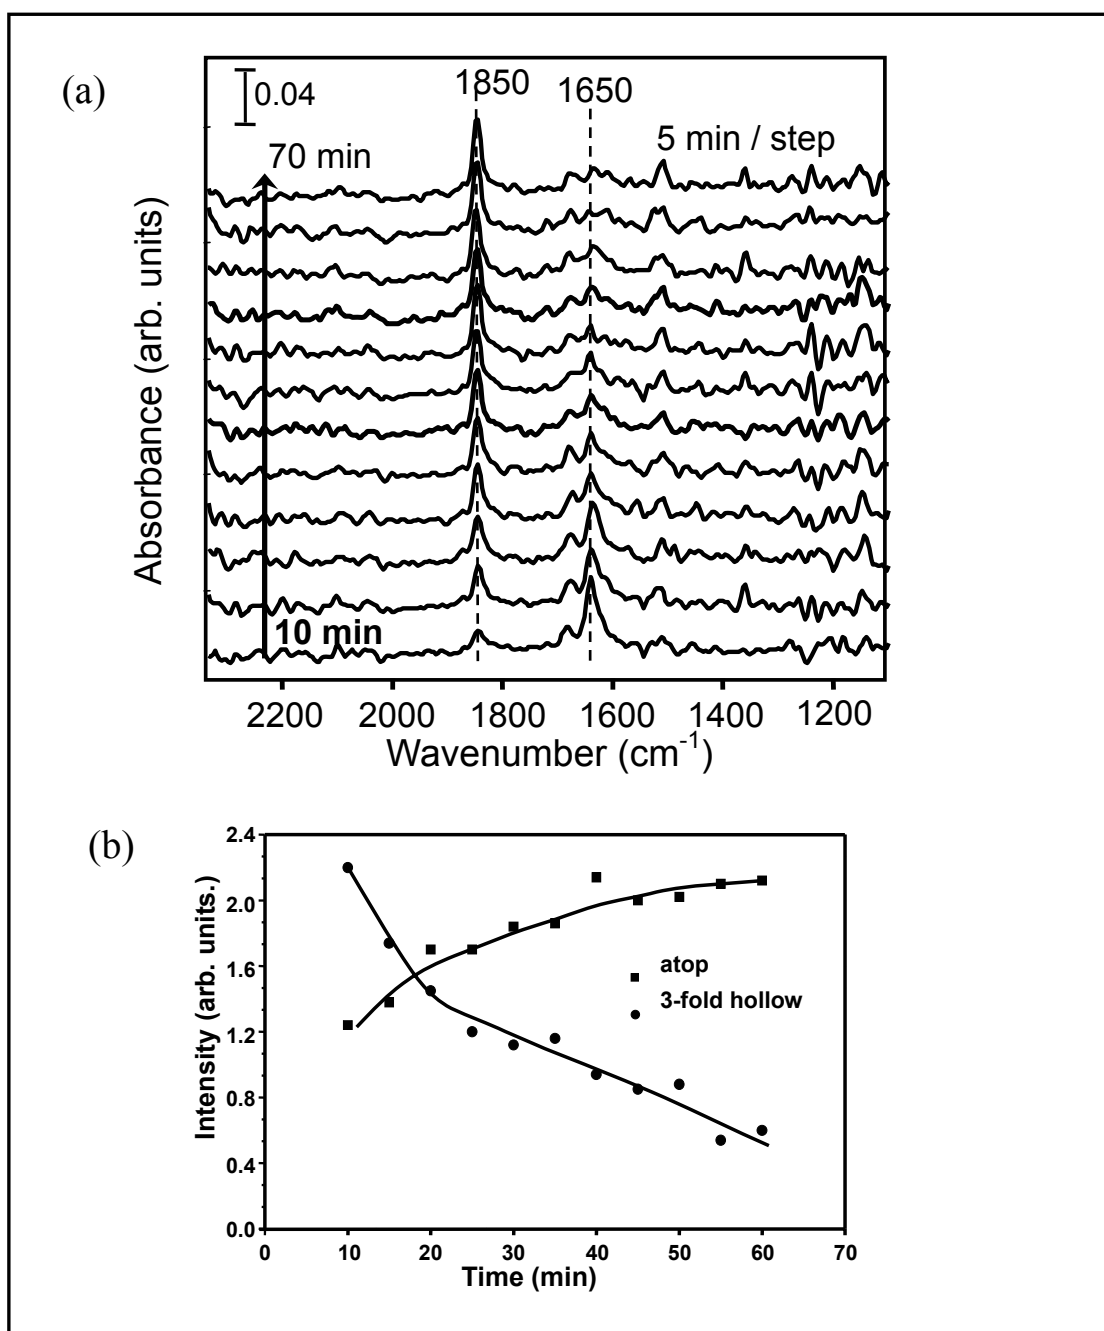 (a)
0.04
1850
1650
70 min
5 min / step
10 min
Absorbance (arb. units)
2200 2000 1800 1600 1400 1200
Wavenumber (cm-1)
(b)
2.4
2.0
1.6
1.2
0.8
0.4
0.0
Intensity (arb. units.)
atop
3-fold hollow
0 10 20 30 40 50 60 70
Time (min)